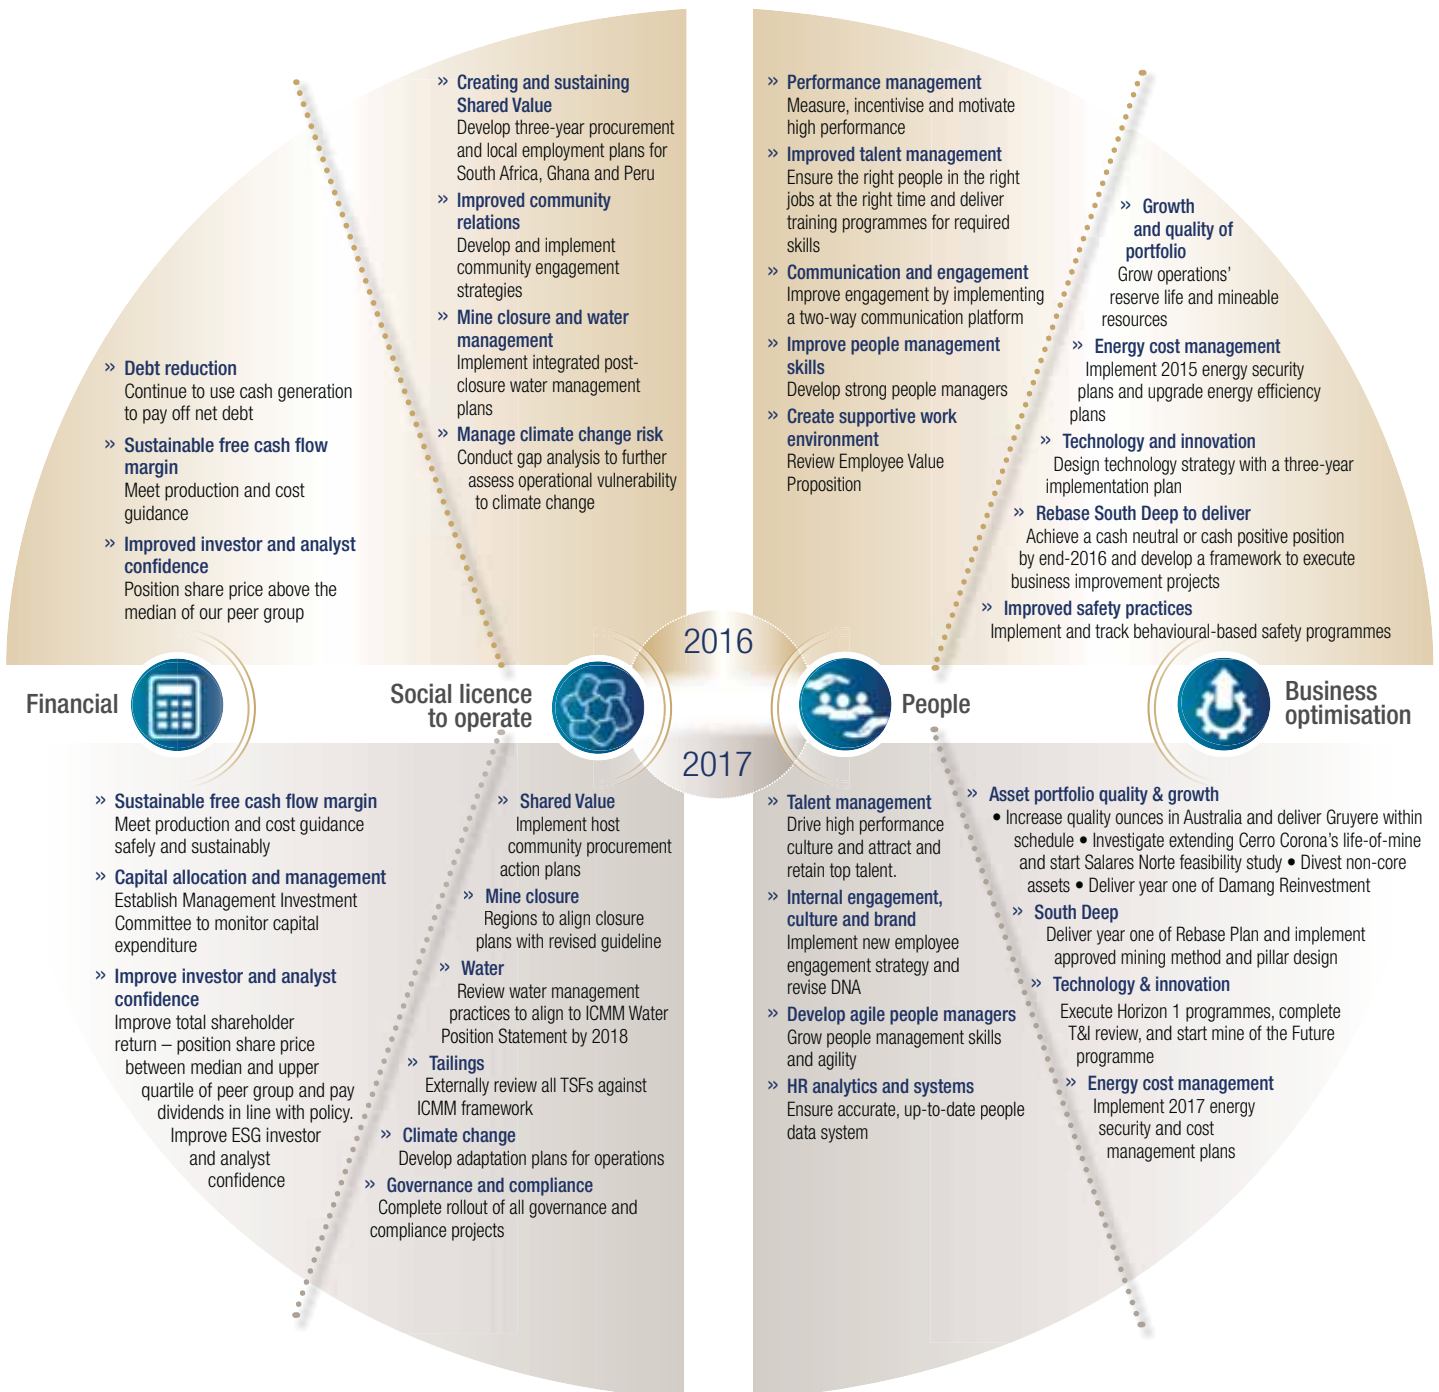 » Debt reduction
Continue to use cash generation
to pay off net debt
» Sustainable free cash flow
margin
Meet production and cost
guidance
» Improved investor and analyst
confidence
Position share price above the
median of our peer group
» Creating and sustaining
Shared Value
Develop three-year procurement
and local employment plans for
South Africa, Ghana and Peru
» Improved community
relations
Develop and implement
community engagement
strategies
» Mine closure and water
management
Implement integrated post-
closure water management
plans
» Manage climate change risk
Conduct gap analysis to further
assess operational vulnerability
to climate change
» Performance management
Measure, incentivise and motivate
high performance
» Improved talent management
Ensure the right people in the right
jobs at the right time and deliver
training programmes for required
skills
» Communication and engagement
Improve engagement by implementing
a two-way communication platform
» Improve people management
skills
Develop strong people managers
» Create supportive work
environment
Review Employee Value
Proposition
» Growth
and quality of
portfolio
Grow operations'
reserve life and mineable
resources
» Energy cost management
Implement 2015 energy security
plans and upgrade energy efficiency
plans
» Technology and innovation
Design technology strategy with a three-year
implementation plan
» Rebase South Deep to deliver
Achieve a cash neutral or cash positive position
by end-2016 and develop a framework to execute
business improvement projects
» Improved safety practices
Implement and track behavioural-based safety programmes
2016
Financial
Social licence
to operate
People
Business
optimisation
2017
» Sustainable free cash flow margin
Meet production and cost guidance
safely and sustainably
» Capital allocation and management
Establish Management Investment
Committee to monitor capital
expenditure
» Improve investor and analyst
confidence
Improve total shareholder
return – position share price
between median and upper
quartile of peer group and pay
dividends in line with policy.
Improve ESG investor
and analyst
confidence
» Shared Value
Implement host
community procurement
action plans
» Mine closure
Regions to align closure
plans with revised guideline
» Water
Review water management
practices to align to ICMM Water
Position Statement by 2018
» Tailings
Externally review all TSFs against
ICMM framework
» Climate change
Develop adaptation plans for operations
» Governance and compliance
Complete rollout of all governance and
compliance projects
» Talent management
Drive high performance
culture and attract and
retain top talent.
» Internal engagement,
culture and brand
Implement new employee
engagement strategy and
revise DNA
» Develop agile people managers
Grow people management skills
and agility
» HR analytics and systems
Ensure accurate, up-to-date people
data system
» Asset portfolio quality & growth
• Increase quality ounces in Australia and deliver Gruyere within
schedule • Investigate extending Cerro Corona's life-of-mine
and start Salares Norte feasibility study • Divest non-core
assets • Deliver year one of Damang Reinvestment
» South Deep
Deliver year one of Rebase Plan and implement
approved mining method and pillar design
» Technology & innovation
Execute Horizon 1 programmes, complete
T&I review, and start mine of the Future
programme
» Energy cost management
Implement 2017 energy
security and cost
management plans